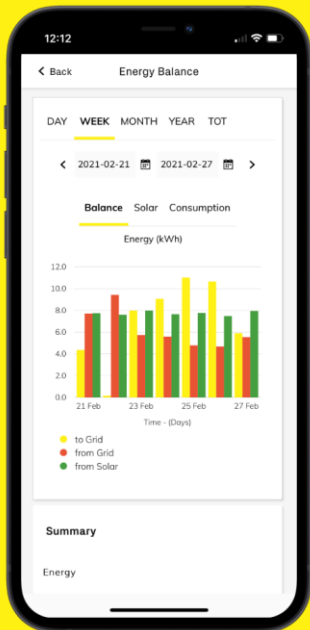 12:12
Back Energy Balance
DAY WEEK MONTH YEAR TOT
2021-02-21 2021-02-27
Balance Solar Consumption
Energy (kWh)
12.0
10.0
8.0
6.0
4.0
2.0
0.0
21 Feb 23 Feb 25 Feb 27 Feb
Time - (Days)
to Grid
from Grid
from Solar
Summary
Energy